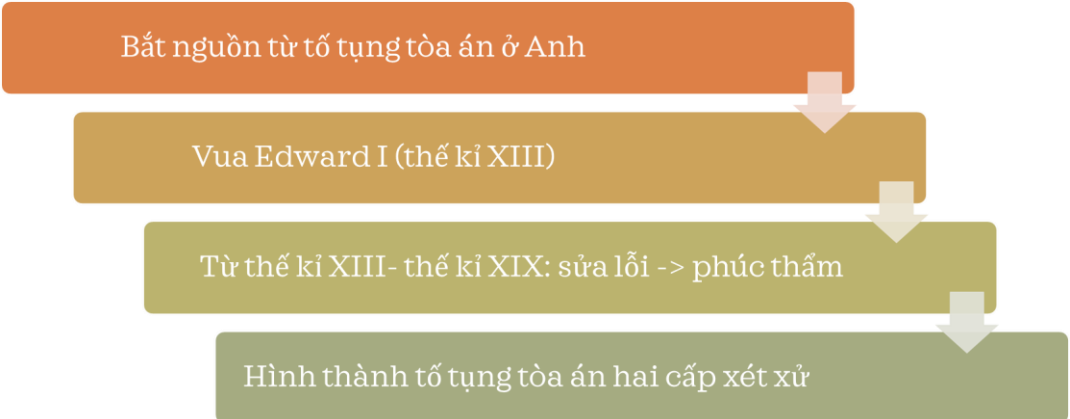 Bắt nguồn từ tố tụng tòa án ở Anh
Vua Edward I (thế kỉ XIII)
Từ thế kỉ XIII- thế kỉ XIX: sửa lỗi -> phúc thẩm
Hình thành tố tụng tòa án hai cấp xét xử